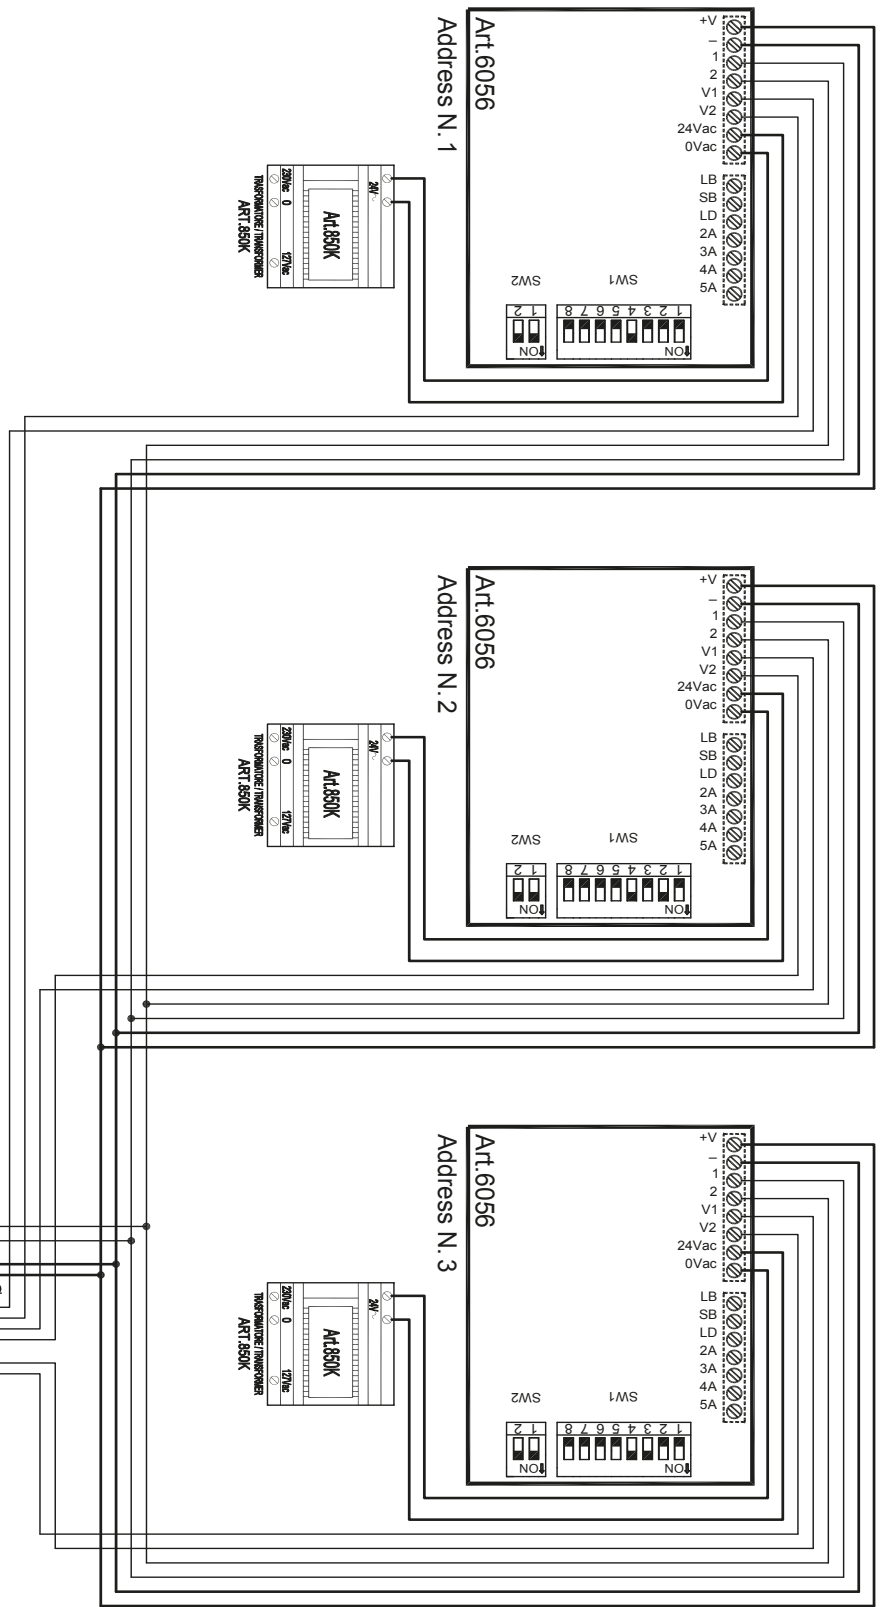 Art.6056
Address N. 1
+V
–
1
2
V1
V2
24Vac
0Vac
LB
SB
LD
2A
3A
4A
5A
SW2
SW1
2 1
8 7 6 5 4 3 2 1
ON
ON
24V~
Art.850K
230Vac 0 127Vac
TRASFORMATORE / TRANSFORMER
ART.850K
Art.6056
Address N. 2
+V
–
1
2
V1
V2
24Vac
0Vac
LB
SB
LD
2A
3A
4A
5A
SW2
SW1
2 1
8 7 6 5 4 3 2 1
ON
ON
24V~
Art.850K
230Vac 0 127Vac
TRASFORMATORE / TRANSFORMER
ART.850K
Art.6056
Address N. 3
+V
–
1
2
V1
V2
24Vac
0Vac
LB
SB
LD
2A
3A
4A
5A
SW2
SW1
2 1
8 7 6 5 4 3 2 1
ON
ON
24V~
Art.850K
230Vac 0 127Vac
TRASFORMATORE / TRANSFORMER
ART.850K